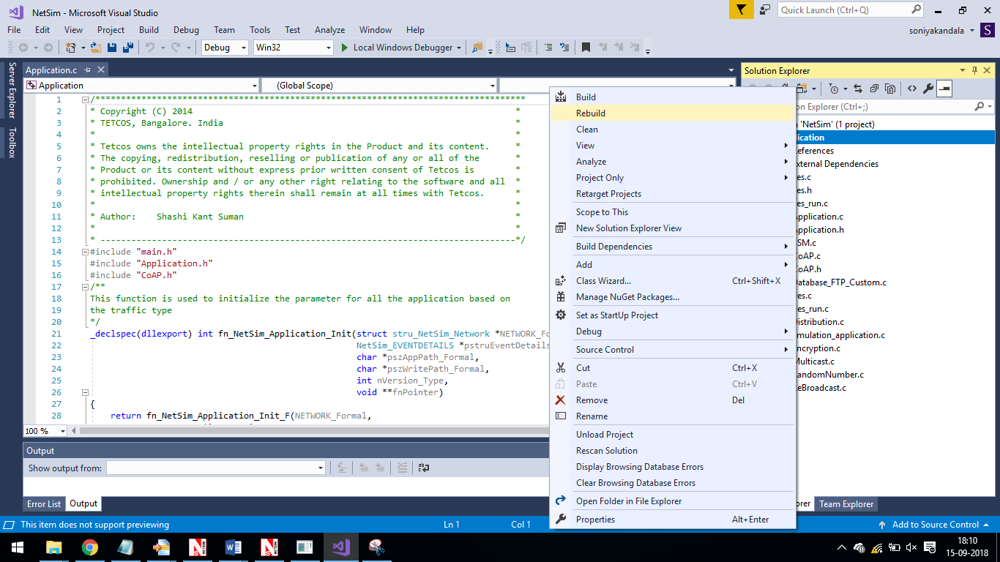 NetSim - Microsoft Visual Studio
Quick Launch (Ctrl+Q)
File Edit View Project Build Debug Team Tools Test Analyze Window Help
soniyakandala S
Debug Win32 Local Windows Debugger
Server Explorer
Toolbox
Application.c
Application (Global Scope)
1 /************************************************************************************
2 * Copyright (C) 2014 *
3 * TETCOS, Bangalore. India *
4 * *
5 * Tetcos owns the intellectual property rights in the Product and its content. *
6 * The copying, redistribution, reselling or publication of any or all of the *
7 * Product or its content without express prior written consent of Tetcos is *
8 * prohibited. Ownership and / or any other right relating to the software and all *
9 * intellectual property rights therein shall remain at all times with Tetcos. *
10 * *
11 * Author: Shashi Kant Suman *
12 * *
13 * ---------------------------------------------------------------------------------*/
14 #include "main.h"
15 #include "Application.h"
16 #include "CoAP.h"
17 /**
18 This function is used to initialize the parameter for all the application based on
19 the traffic type
20 */
21 _declspec(dllexport) int fn_NetSim_Application_Init(struct stru_NetSim_Network *NETWORK_Fo
22 NetSim_EVENTDETAILS *pstruEventDetails
23 char *pszAppPath_Formal,
24 char *pszWritePath_Formal,
25 int nVersion_Type,
26 void **fnPointer)
27 {
28 return fn_NetSim_Application_Init_F(NETWORK_Formal,
100 %
Output
Show output from:
Error List Output
Build
Rebuild
Clean
View
Analyze
Project Only
Retarget Projects
Scope to This
New Solution Explorer View
Build Dependencies
Add
Class Wizard... Ctrl+Shift+X
Manage NuGet Packages...
Set as StartUp Project
Debug
Source Control
Cut Ctrl+X
Paste Ctrl+V
Remove Del
Rename
Unload Project
Rescan Solution
Display Browsing Database Errors
Clear Browsing Database Errors
Open Folder in File Explorer
Properties Alt+Enter
Solution Explorer
on Explorer (Ctrl+;)
'NetSim' (1 project)
lication
eferences
xternal Dependencies
es.c
es.h
es_run.c
pplication.c
pplication.h
SM.c
oAP.c
oAP.h
atabase_FTP_Custom.c
es.c
es_run.c
istribution.c
mulation_application.c
ncryption.c
ulticast.c
andomNumber.c
eBroadcast.c
orer Team Explorer
This item does not support previewing Ln 1 Col 1 Add to Source Control
18:10
15-09-2018